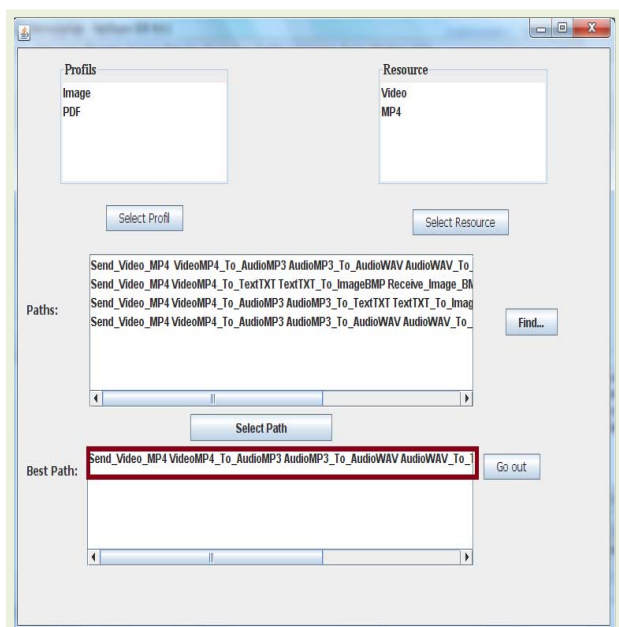 Profils
Image
PDF
Resource
Video
MP4
Select Profil
Select Resource
Paths:
Send_Video_MP4 VideoMP4_To_AudioMP3 AudioMP3_To_AudioWAV AudioWAV_To_
Send_Video_MP4 VideoMP4_To_TextTXT TextTXT_To_ImageBMP Receive_Image_BM
Send_Video_MP4 VideoMP4_To_AudioMP3 AudioMP3_To_TextTXT TextTXT_To_Imag
Send_Video_MP4 VideoMP4_To_AudioMP3 AudioMP3_To_AudioWAV AudioWAV_To_
Find...
Select Path
Best Path:
Send_Video_MP4 VideoMP4_To_AudioMP3 AudioMP3_To_AudioWAV AudioWAV_To_T
Go out